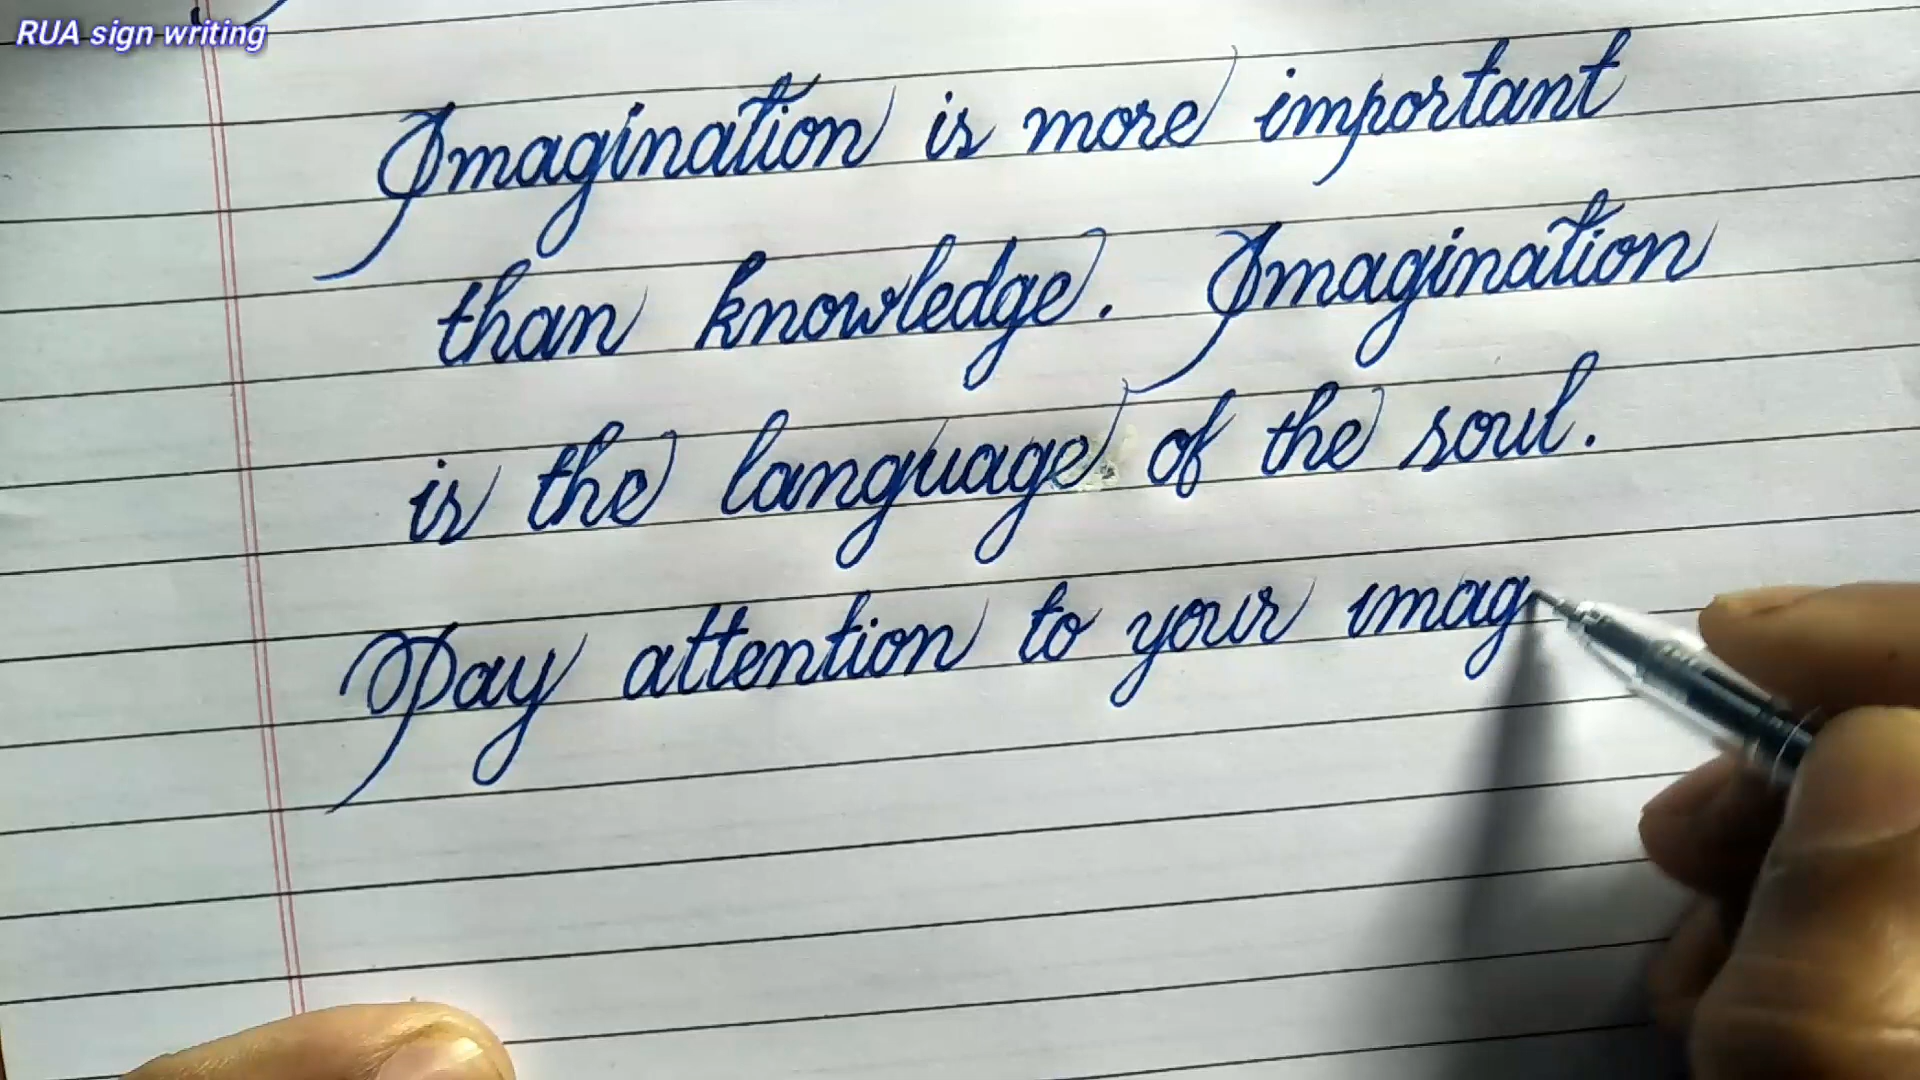 RUA sign writing
Imagination is more important
than knowledge. Imagination
is the language of the soul.
Pay attention to your imag